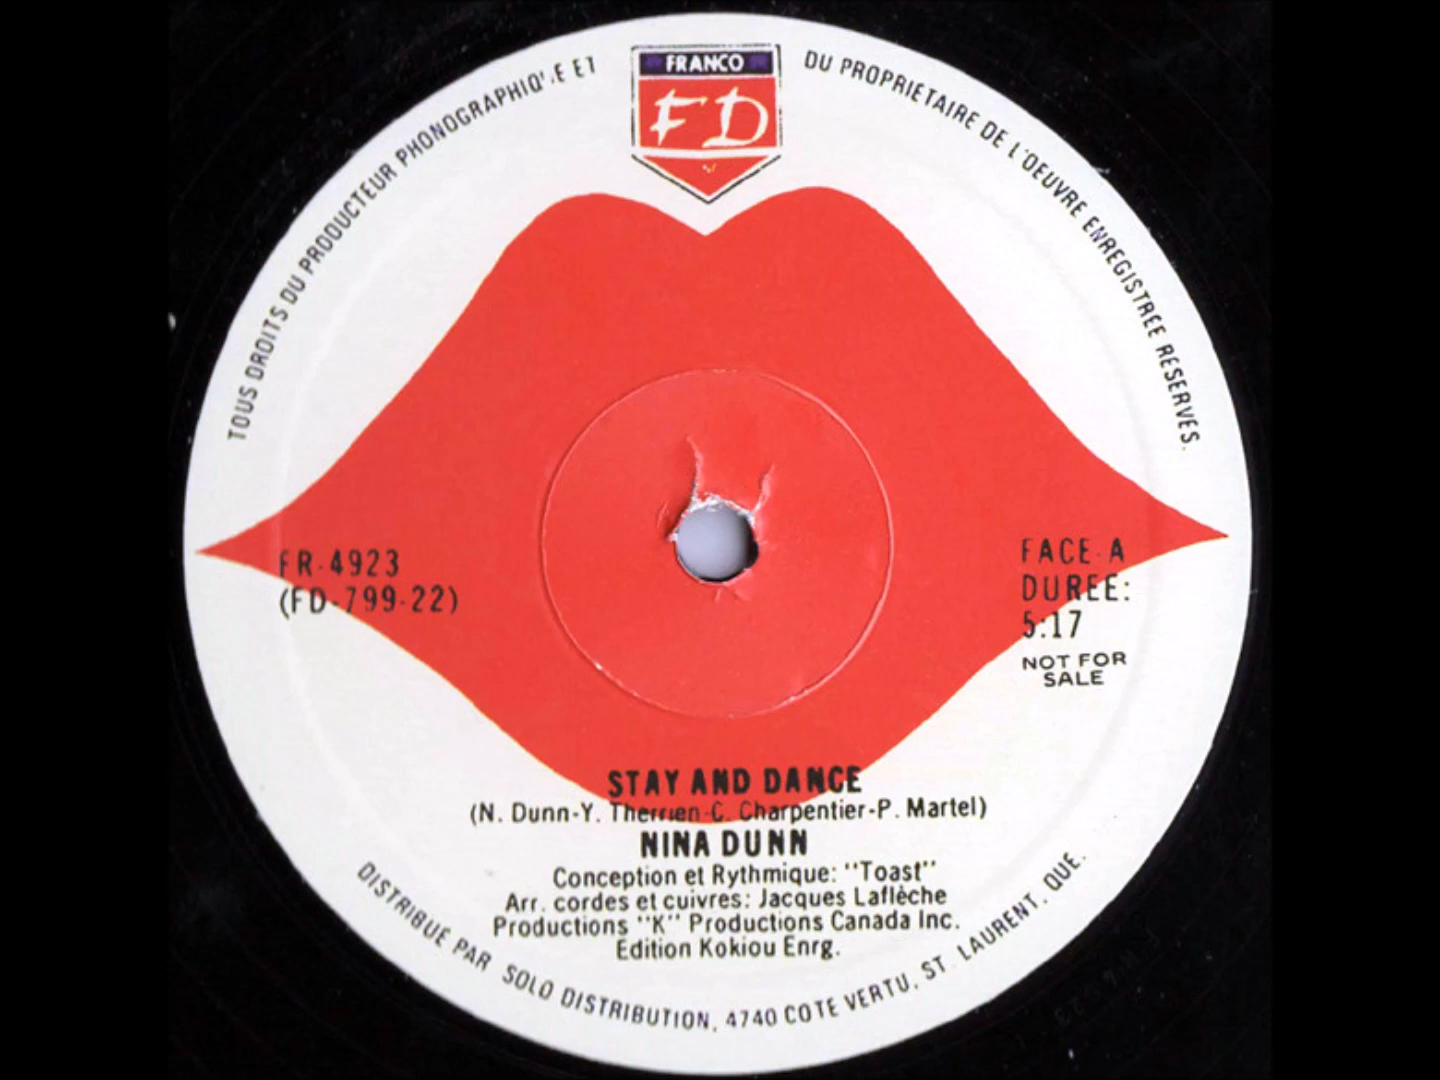 TOUS DROITS DU PRODUCTEUR PHONOGRAPHIQUE ET
FRANCO
FD
DU PROPRIETAIRE DE L'OEUVRE ENREGISTREE RESERVES.
FR-4923
(FD-799-22)
FACE A
DUREE:
5:17
NOT FOR
SALE
STAY AND DANCE
(N. Dunn-Y. Therrien-C. Charpentier-P. Martel)
NINA DUNN
Conception et Rythmique: "Toast"
Arr. cordes et cuivres: Jacques Laflèche
Productions "K" Productions Canada Inc.
Edition Kokiou Enrg.
DISTRIBUE PAR SOLO DISTRIBUTION, 4740 COTE VERTU, ST. LAURENT, QUE.